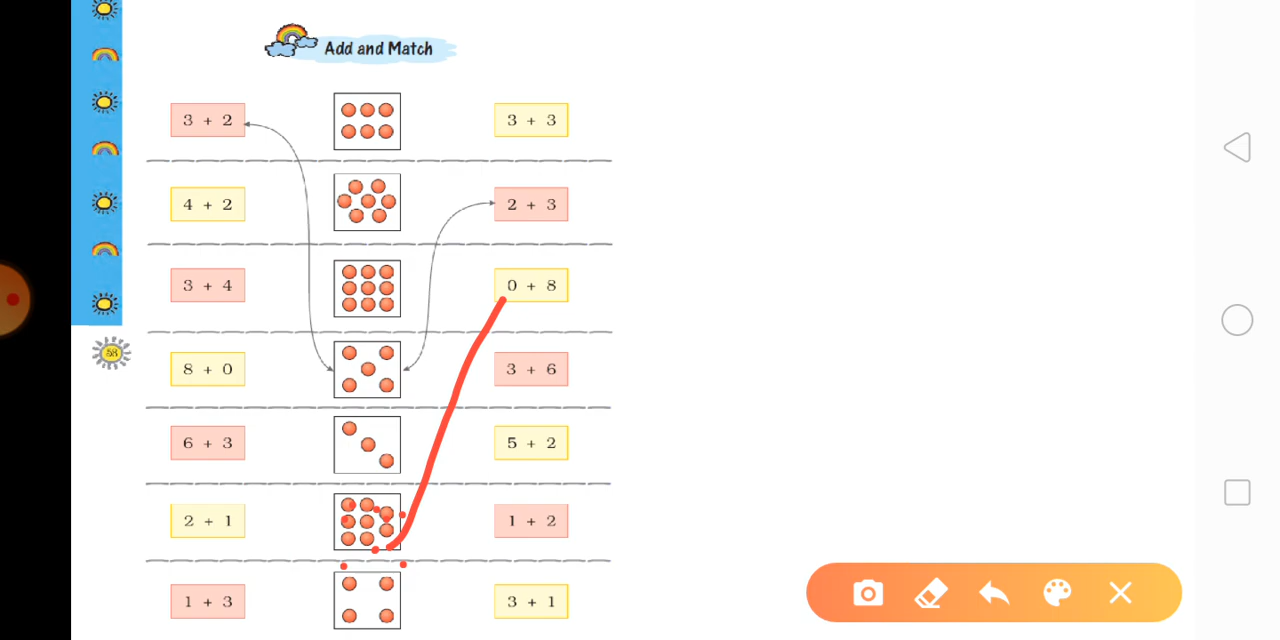 Add and Match
3 + 2
3 + 3
4 + 2
2 + 3
3 + 4
0 + 8
58
8 + 0
3 + 6
6 + 3
5 + 2
2 + 1
1 + 2
1 + 3
3 + 1